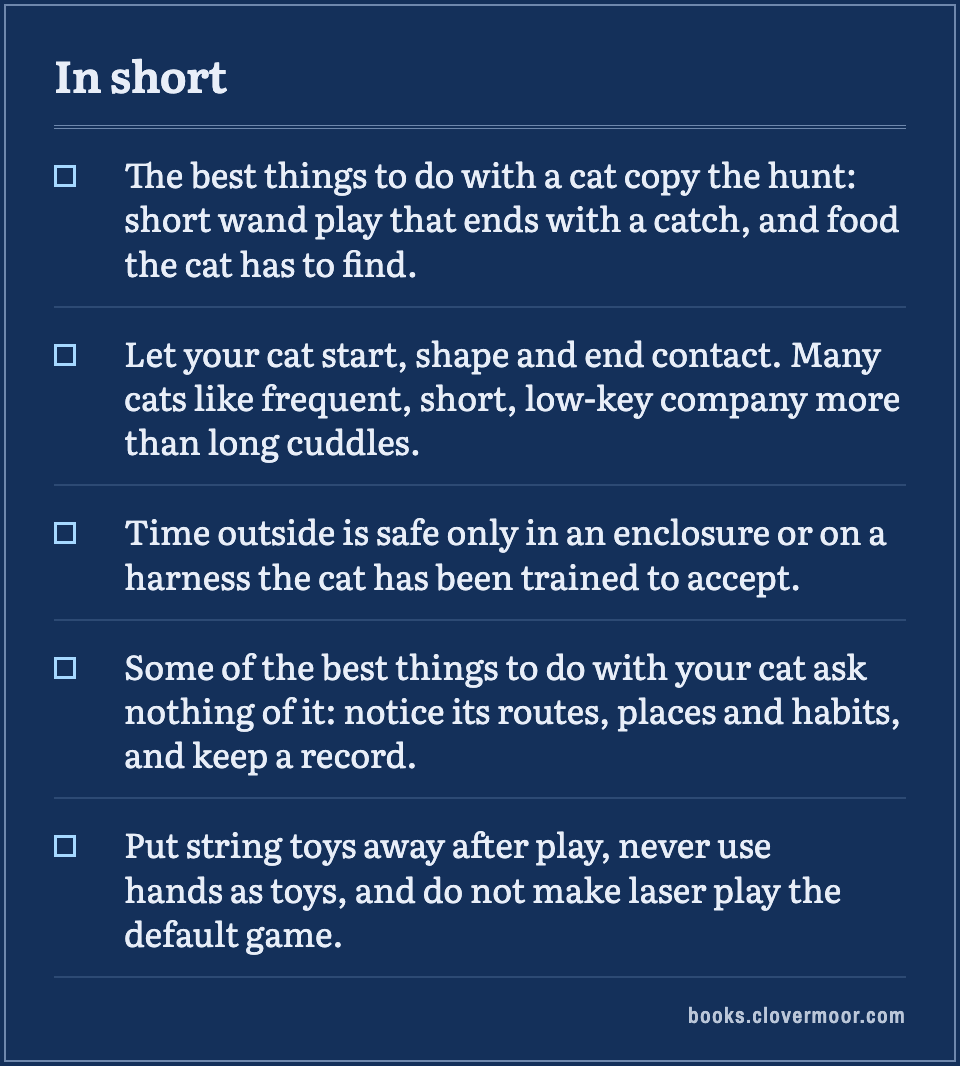 In short
The best things to do with a cat copy the hunt:
short wand play that ends with a catch, and food
the cat has to find.
Let your cat start, shape and end contact. Many
cats like frequent, short, low-key company more
than long cuddles.
Time outside is safe only in an enclosure or on a
harness the cat has been trained to accept.
Some of the best things to do with your cat ask
nothing of it: notice its routes, places and habits,
and keep a record.
Put string toys away after play, never use
hands as toys, and do not make laser play the
default game.
books.clovermoor.com